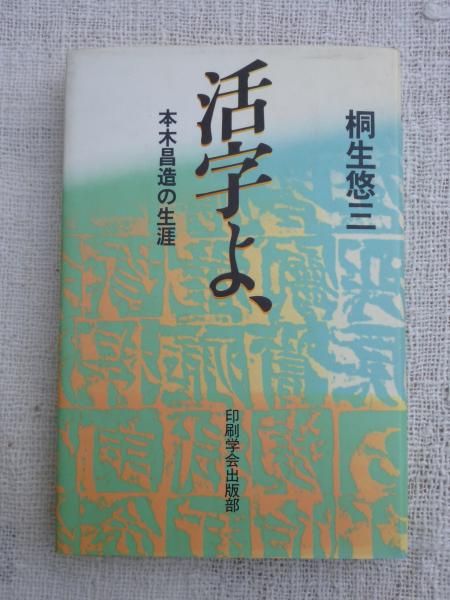 桐生悠三
活字よ、
本木昌造の生涯
印刷学会出版部